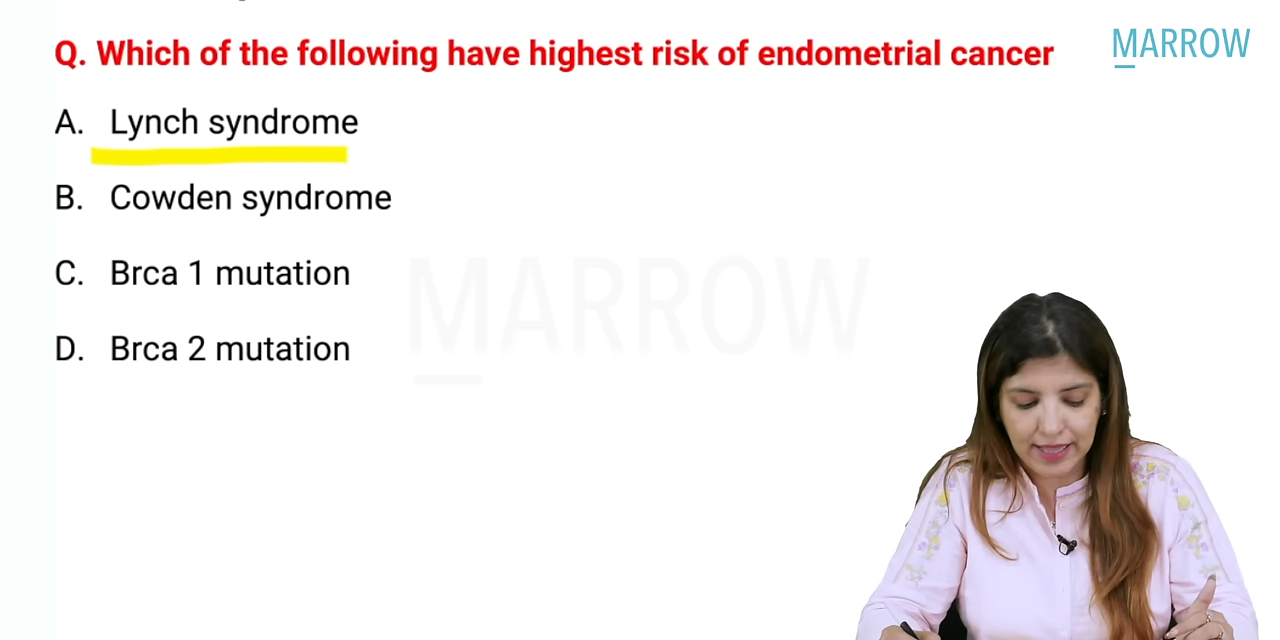 Q. Which of the following have highest risk of endometrial cancer
MARROW
A. Lynch syndrome
B. Cowden syndrome
C. Brca 1 mutation
MARROW
D. Brca 2 mutation